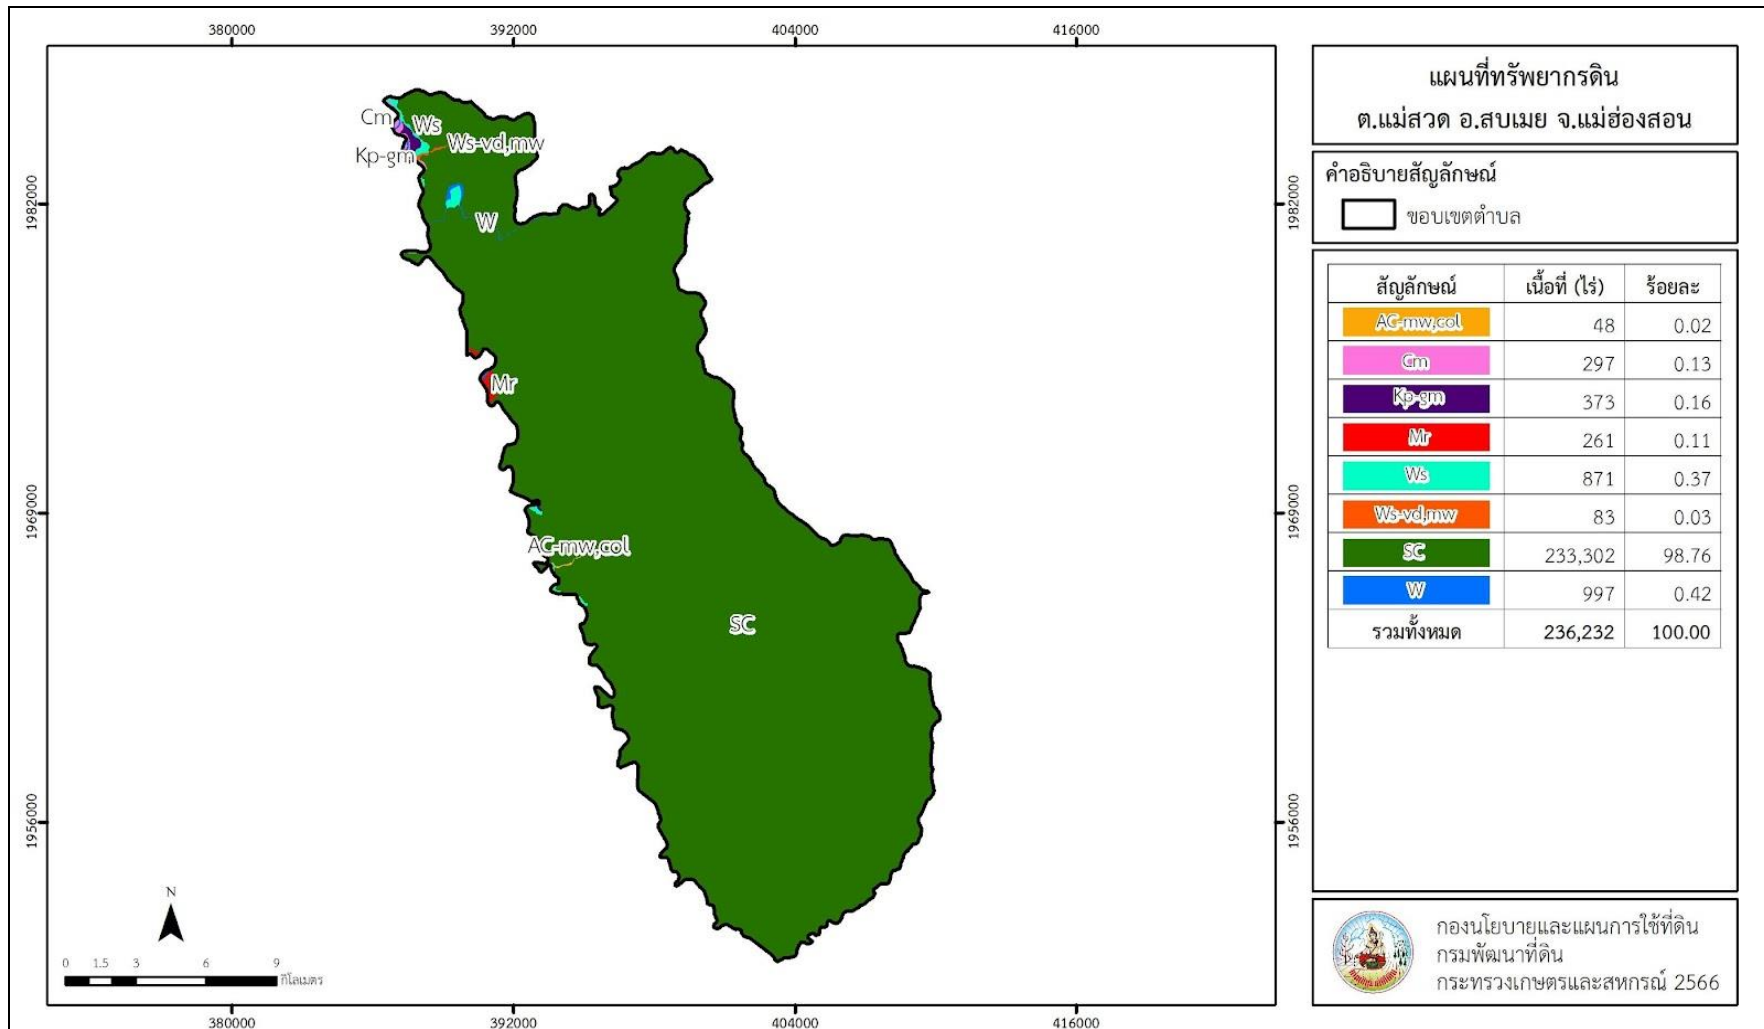 380000
392000
404000
416000
แผนที่ทรัพยากรดิน
ต.แม่สวด อ.สบเมย จ.แม่ฮ่องสอน
คำอธิบายสัญลักษณ์
ขอบเขตตำบล
สัญลักษณ์ เนื้อที่ (ไร่) ร้อยละ
AC-mw,col 48 0.02
Cm 297 0.13
Kp-gm 373 0.16
Mr 261 0.11
Ws 871 0.37
Ws-vd,mw 83 0.03
SC 233,302 98.76
W 997 0.42
รวมทั้งหมด 236,232 100.00
Cm
Ws
Ws-vd,mw
Kp-gm
W
Mr
AC-mw,col
SC
1982000
1969000
1956000
1982000
1969000
1956000
N
0 1.5 3 6 9
กิโลเมตร
กองนโยบายและแผนการใช้ที่ดิน
กรมพัฒนาที่ดิน
กระทรวงเกษตรและสหกรณ์ 2566
380000
392000
404000
416000